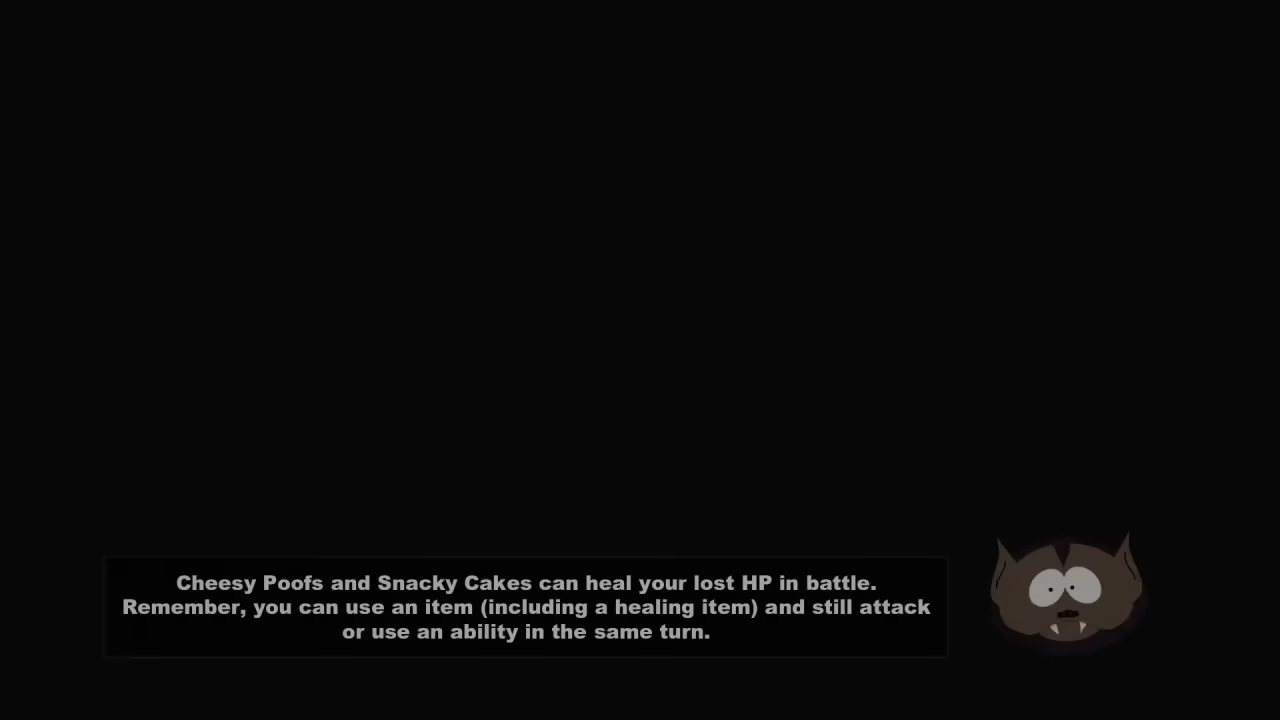 Cheesy Poofs and Snacky Cakes can heal your lost HP in battle.
Remember, you can use an item (including a healing item) and still attack
or use an ability in the same turn.